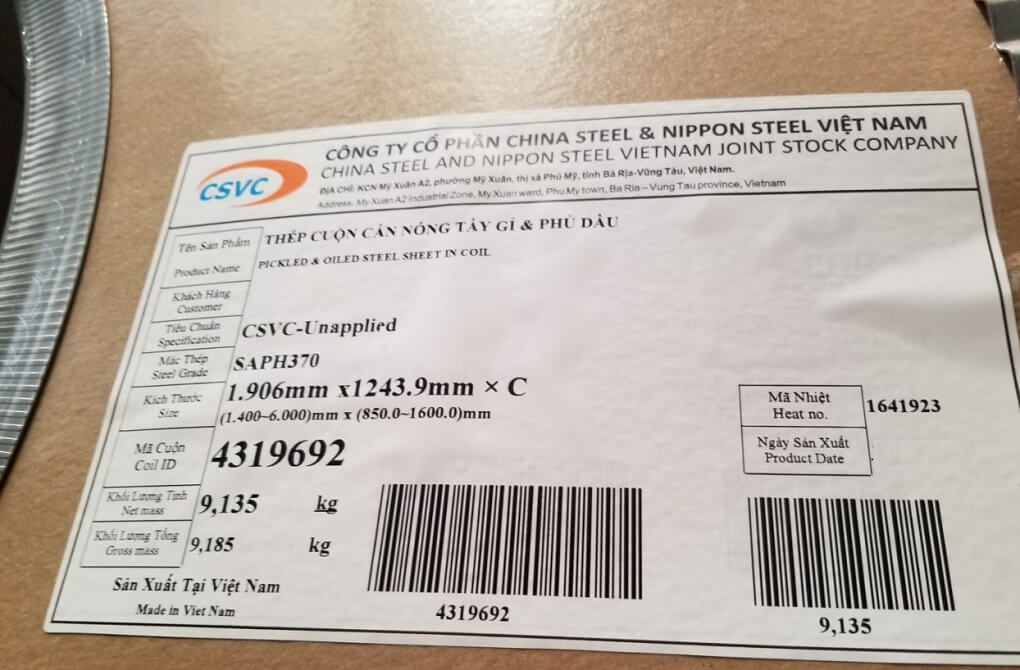 CSVC
CÔNG TY CỔ PHẦN CHINA STEEL & NIPPON STEEL VIỆT NAM
CHINA STEEL AND NIPPON STEEL VIETNAM JOINT STOCK COMPANY
ĐỊA CHỈ: KCN Mỹ Xuân A2, phường Mỹ Xuân, thị xã Phú Mỹ, tỉnh Bà Rịa-Vũng Tàu, Việt Nam.
Address. My Xuan A2 Industrial Zone, My Xuan ward, Phu My town, Ba Ria – Vung Tau province, Vietnam
Tên Sản Phẩm THÉP CUỘN CÁN NÓNG TẨY GỈ & PHỦ DẦU
Product Name PICKLED & OILED STEEL SHEET IN COIL
Khách Hàng
Customer
Tiêu Chuẩn
Specification
CSVC-Unapplied
Mác Thép
Steel Grade
SAPH370
Kích Thước
Size
1.906mm x1243.9mm × C
(1.400~6.000)mm x (850.0~1600.0)mm
Mã Nhiệt
Heat no.
1641923
Mã Cuộn
Coil ID
4319692
Ngày Sản Xuất
Product Date
Khối Lượng Tịnh
Net mass
9,135 kg
Khối Lượng Tổng
Gross mass
9,185 kg
Sản Xuất Tại Việt Nam
Made in Viet Nam
4319692
9,135